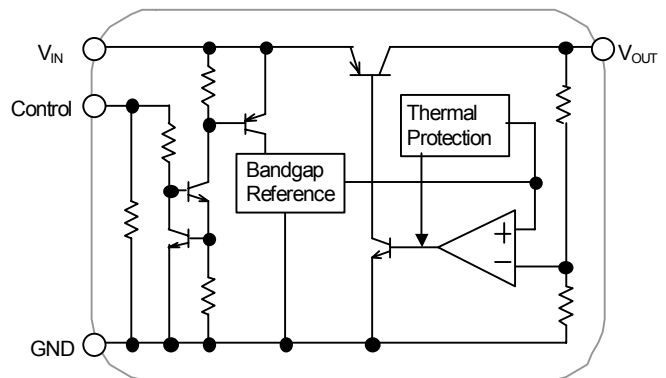 VIN
VOUT
Control
Thermal
Protection
Bandgap
Reference
+
−
GND